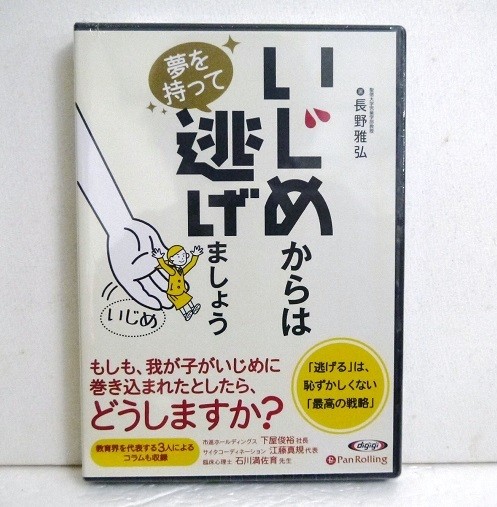 いじめからは
夢を
持って
逃げましょう
著 長野雅弘
いじめ
もしも、我が子がいじめに
巻き込まれたとしたら、
どうしますか?
「逃げる」は、
恥ずかしくない
「最高の戦略」
教育界を代表する3人による
コラムも収録
市進ホールディングス 下屋俊裕 社長
サイタコーディネーション 江藤真規 代表
臨床心理士 石川満佐育 先生
digigi
PanRolling